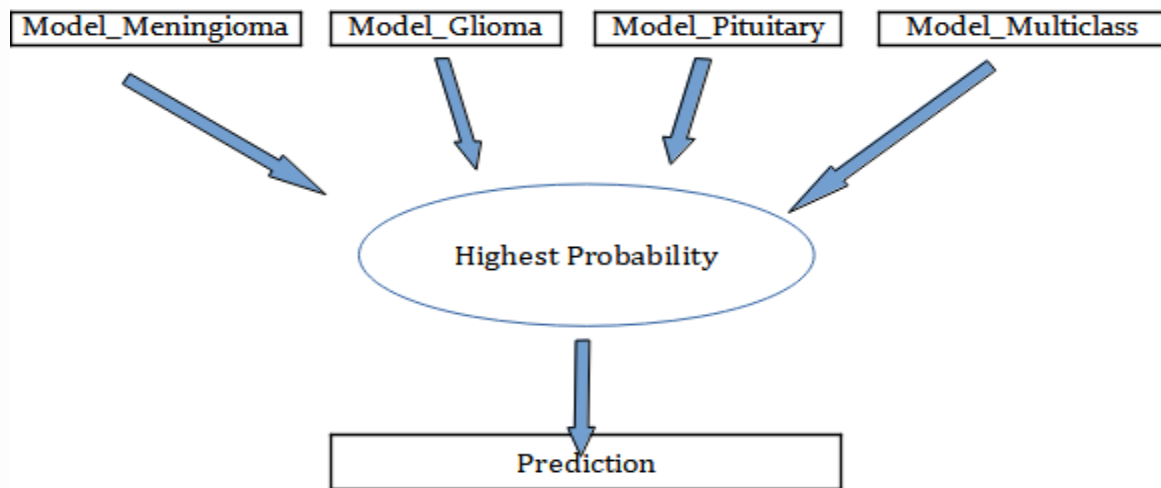 Model_Meningioma
Model_Glioma
Model_Pituitary
Model_Multiclass
Highest Probability
Prediction